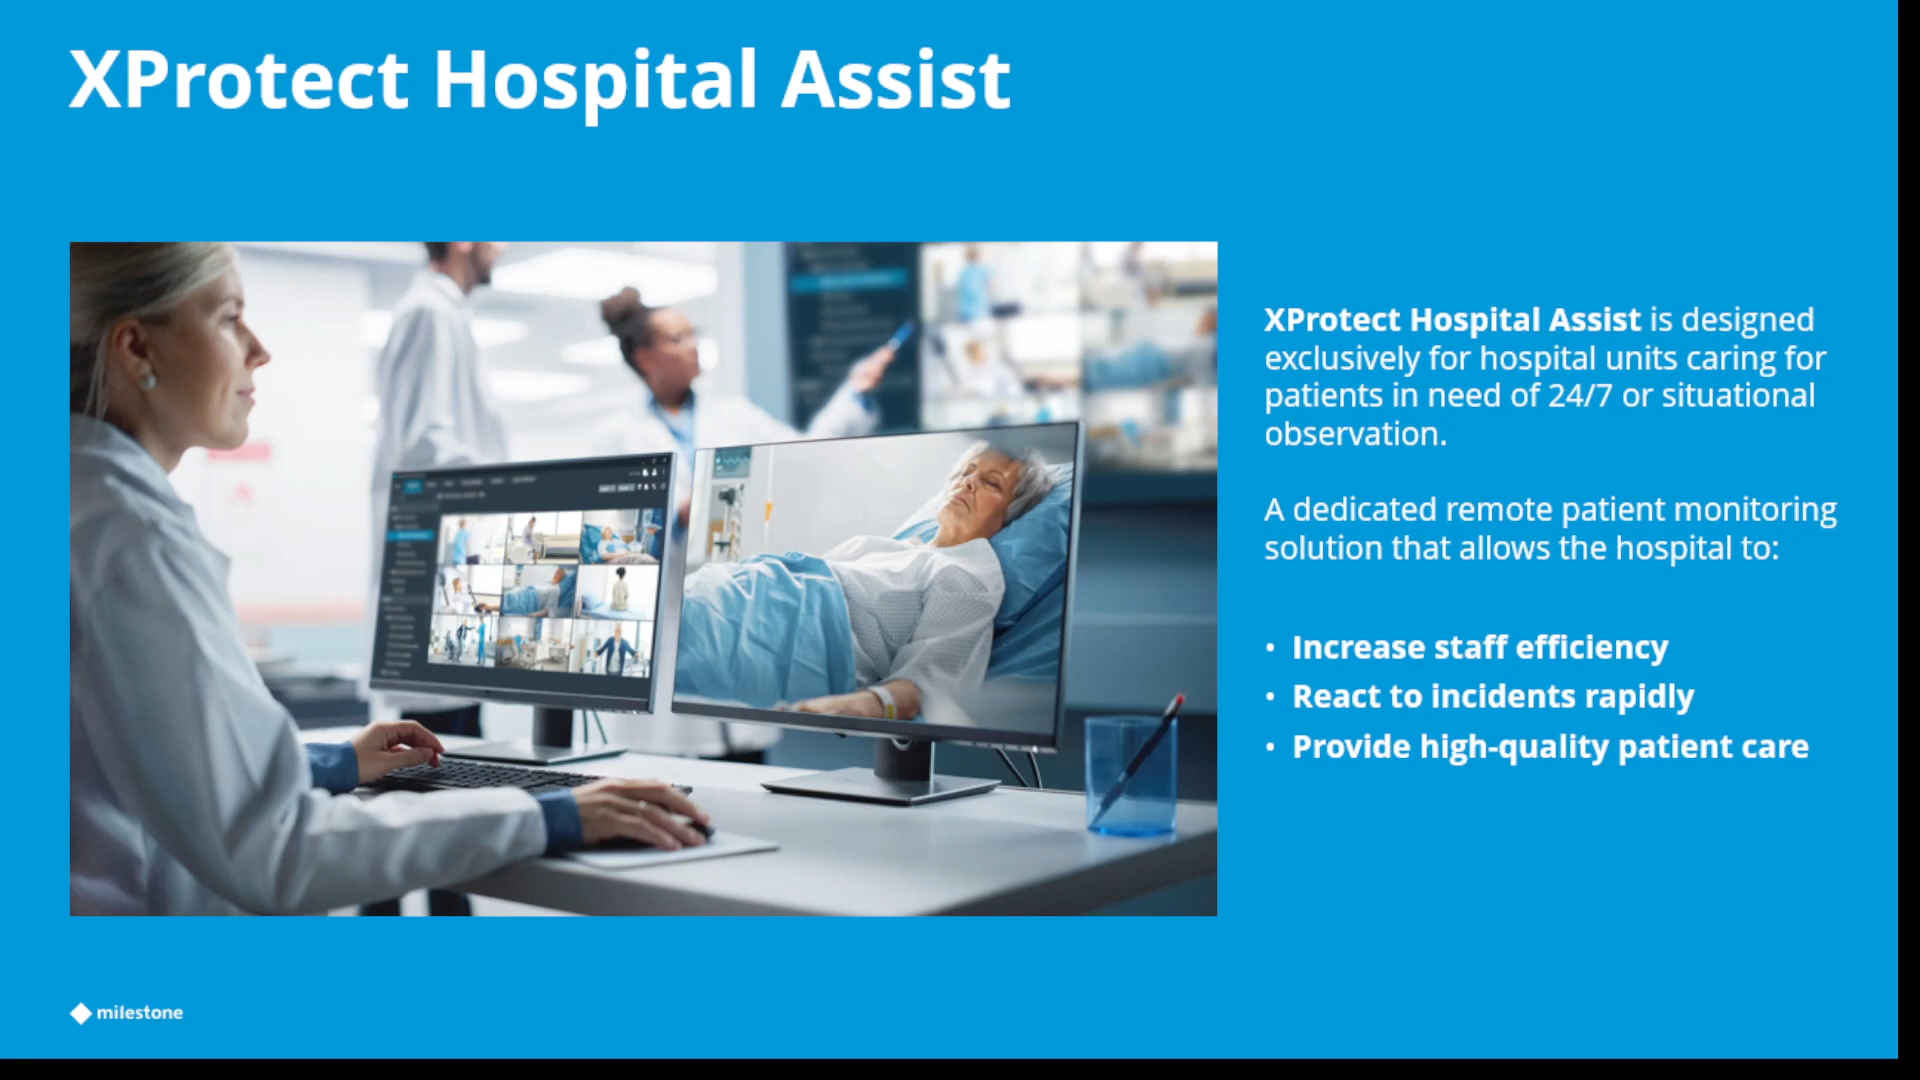 XProtect Hospital Assist
XProtect Hospital Assist is designed
exclusively for hospital units caring for
patients in need of 24/7 or situational
observation.
A dedicated remote patient monitoring
solution that allows the hospital to:
• Increase staff efficiency
• React to incidents rapidly
• Provide high-quality patient care
milestone